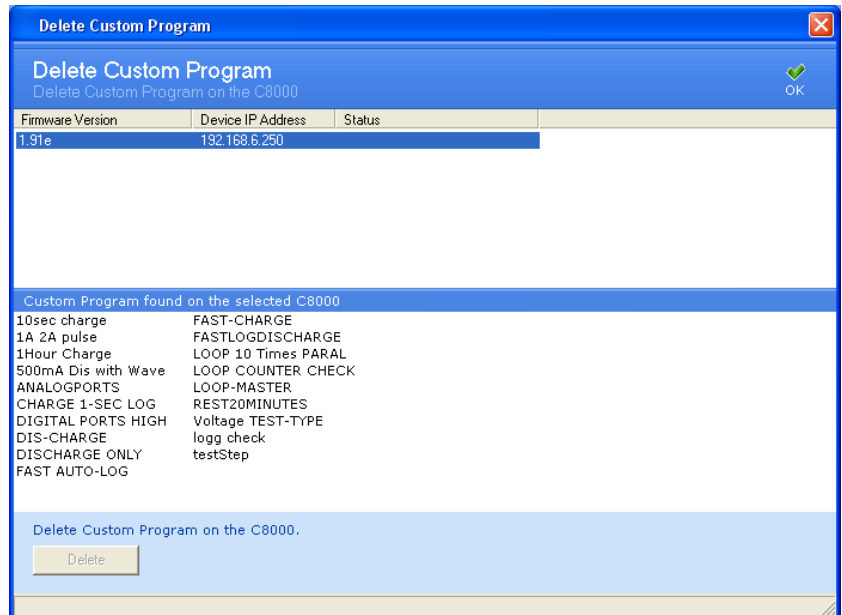 Delete Custom Program
Delete Custom Program
Delete Custom Program on the C8000
OK
Firmware Version Device IP Address Status
1.91e 192.168.6.250
Custom Program found on the selected C8000
10sec charge FAST-CHARGE
1A 2A pulse FASTLOGDISCHARGE
1Hour Charge LOOP 10 Times PARAL
500mA Dis with Wave LOOP COUNTER CHECK
ANALOGPORTS LOOP-MASTER
CHARGE 1-SEC LOG REST20MINUTES
DIGITAL PORTS HIGH Voltage TEST-TYPE
DIS-CHARGE logg check
DISCHARGE ONLY testStep
FAST AUTO-LOG
Delete Custom Program on the C8000.
Delete